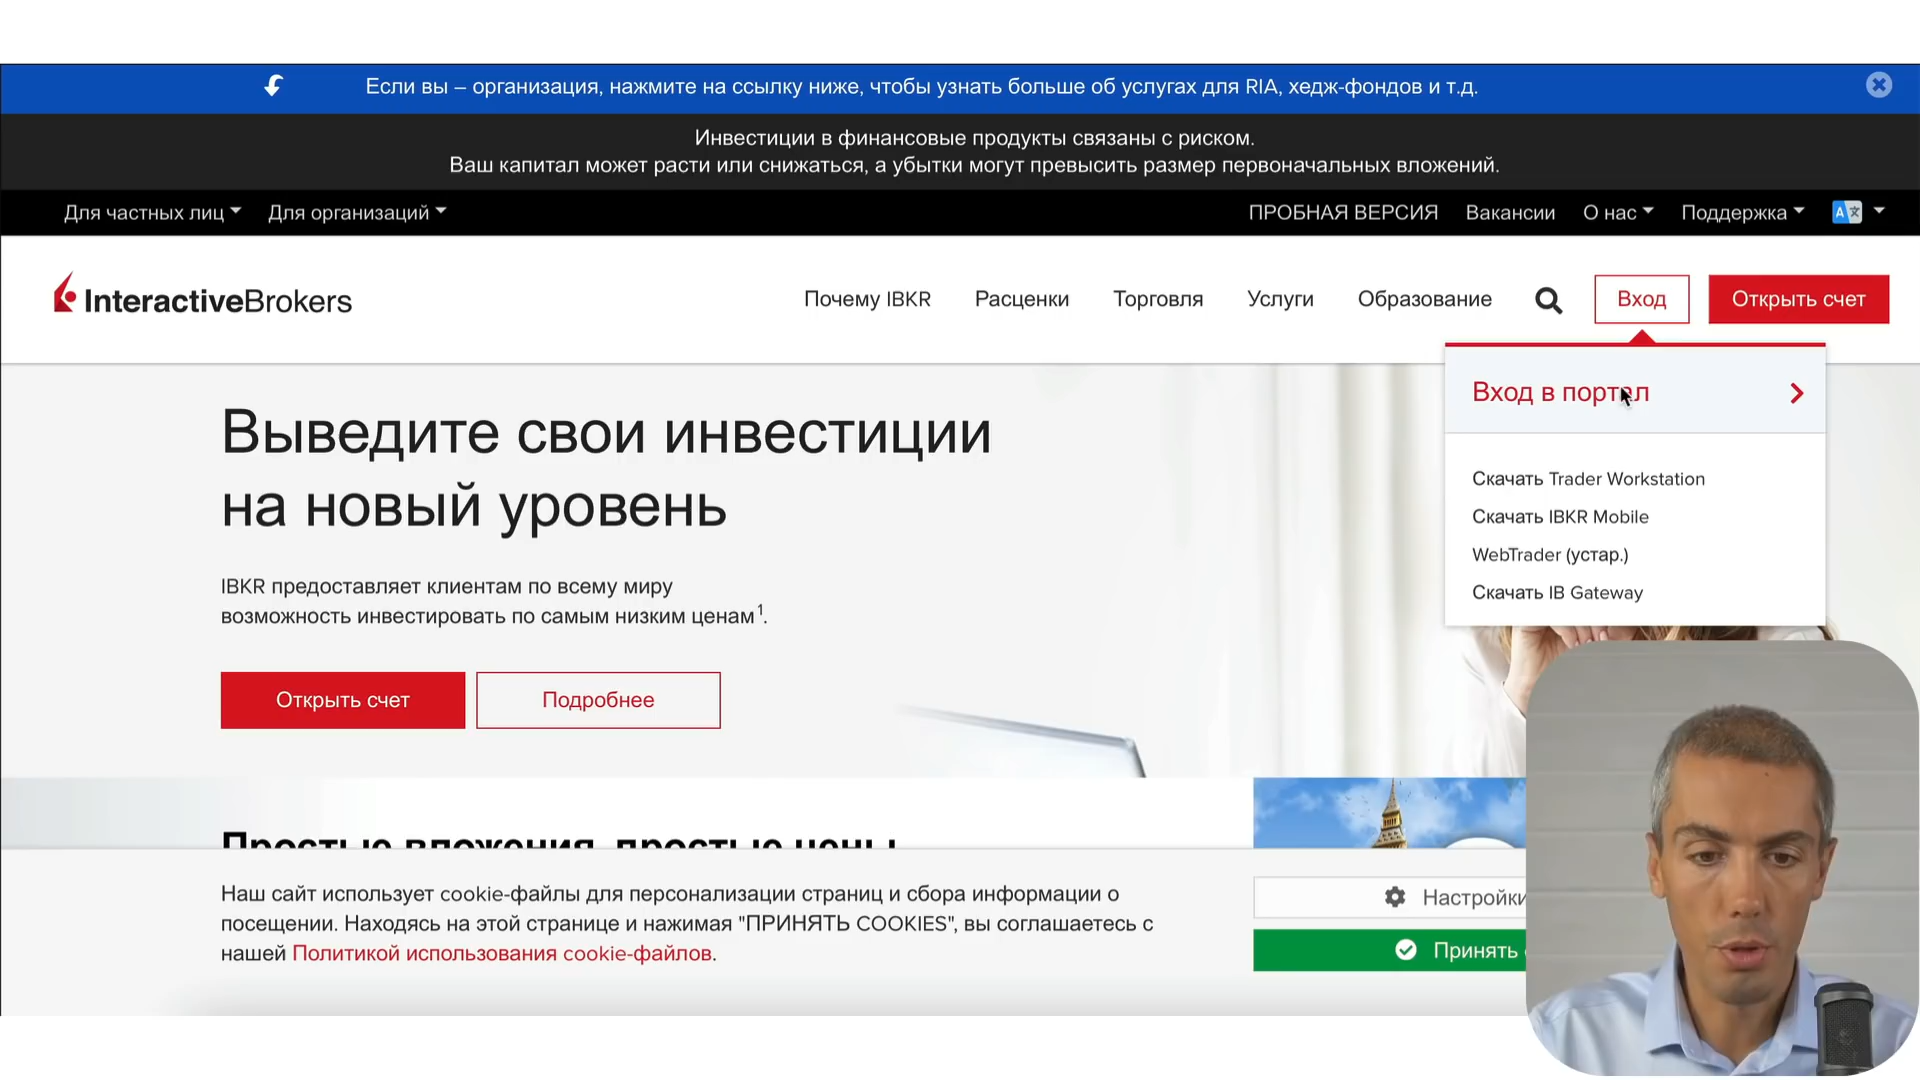 Если вы – организация, нажмите на ссылку ниже, чтобы узнать больше об услугах для RIA, хедж-фондов и т.д.
Инвестиции в финансовые продукты связаны с риском.
Ваш капитал может расти или снижаться, а убытки могут превысить размер первоначальных вложений.
Для частных лиц Для организаций ПРОБНАЯ ВЕРСИЯ Вакансии О нас Поддержка
InteractiveBrokers Почему IBKR Расценки Торговля Услуги Образование Вход Открыть счет
Вход в портал
Скачать Trader Workstation
Скачать IBKR Mobile
WebTrader (устар.)
Скачать IB Gateway
Выведите свои инвестиции
на новый уровень
IBKR предоставляет клиентам по всему миру
возможность инвестировать по самым низким ценам¹.
Открыть счет Подробнее
Простые вложения, простые цены
Наш сайт использует cookie-файлы для персонализации страниц и сбора информации о
посещении. Находясь на этой странице и нажимая "ПРИНЯТЬ COOKIES", вы соглашаетесь с
нашей Политикой использования cookie-файлов.
Настройки
Принять